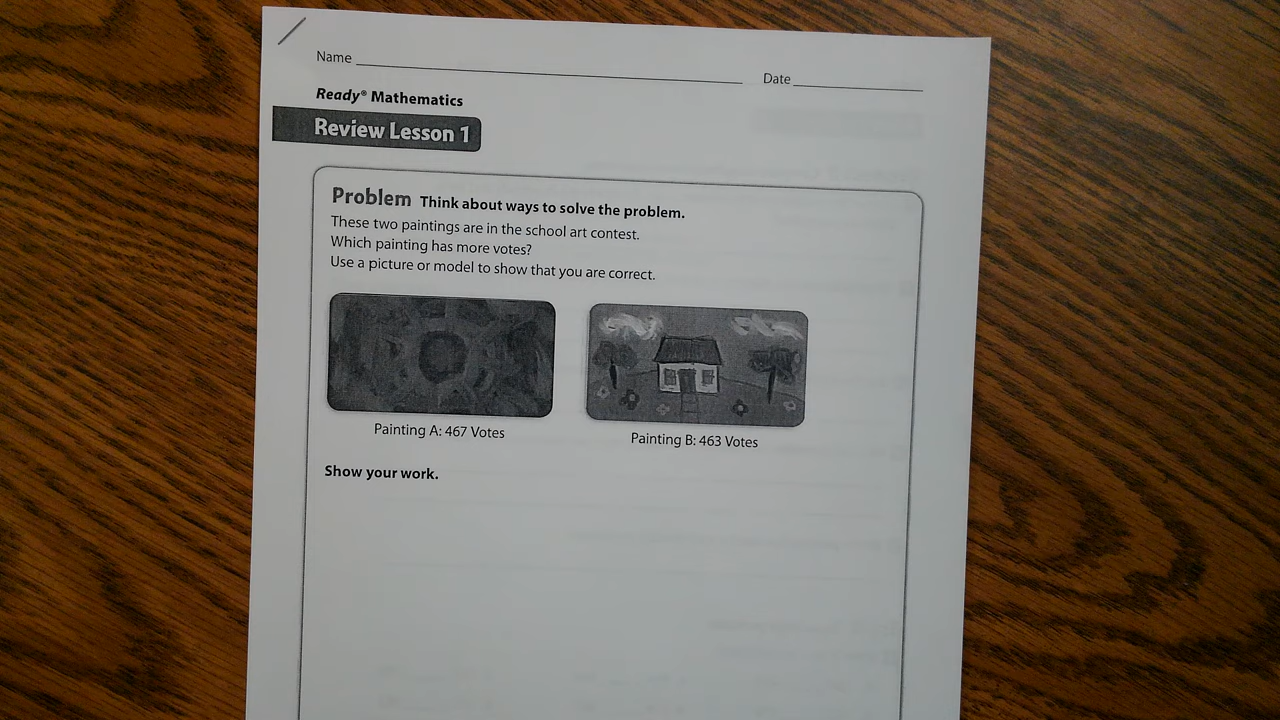 Name Date
Ready® Mathematics
Review Lesson 1
Problem Think about ways to solve the problem.
These two paintings are in the school art contest.
Which painting has more votes?
Use a picture or model to show that you are correct.
Painting A: 467 Votes
Painting B: 463 Votes
Show your work.